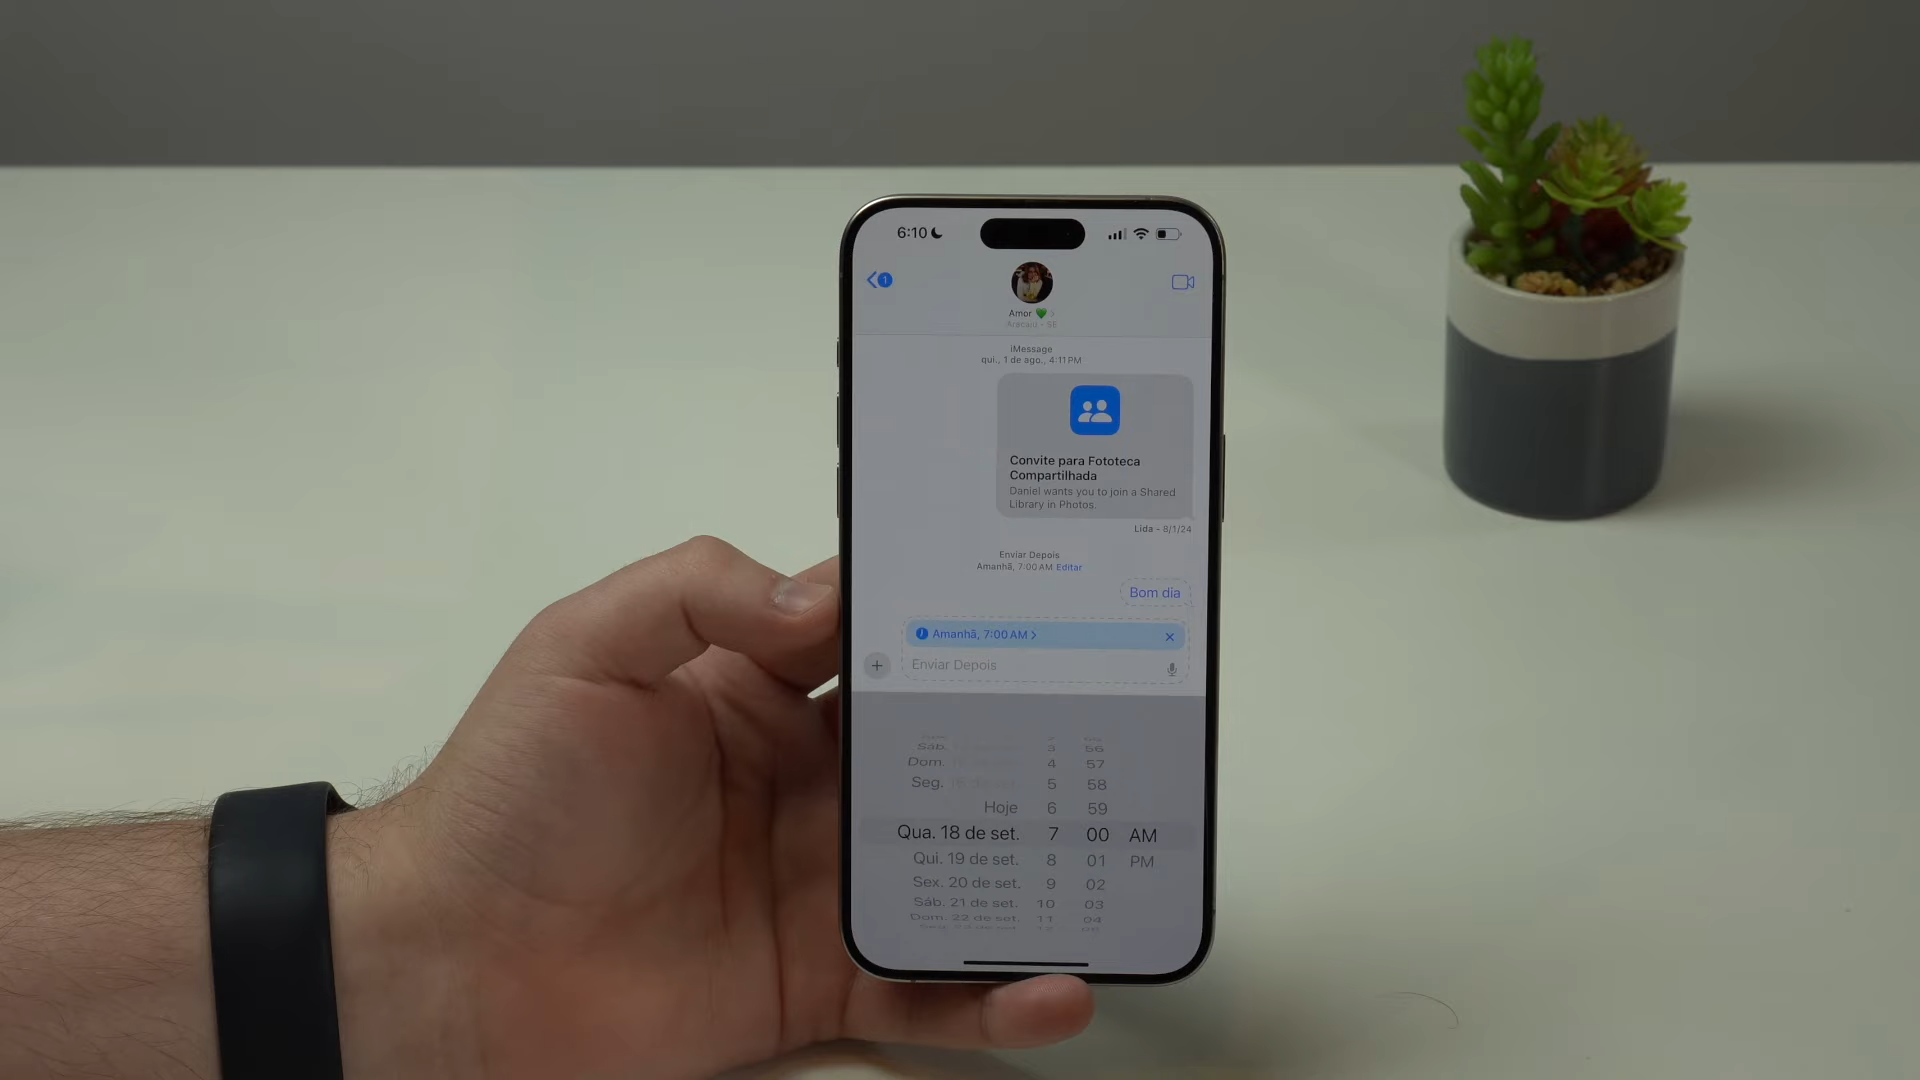 6:10
1
Amor 💚
Aracaju - SE
iMessage
qui., 1 de ago., 4:11 PM
Convite para Fototeca
Compartilhada
Daniel wants you to join a Shared
Library in Photos.
Lida - 8/1/24
Enviar Depois
Amanhã, 7:00 AM Editar
Bom dia
Amanhã, 7:00 AM >
Enviar Depois
Sáb. 3 56
Dom. 4 57
Seg. 5 58
Hoje 6 59
Qua. 18 de set. 7 00 AM
Qui. 19 de set. 8 01 PM
Sex. 20 de set. 9 02
Sáb. 21 de set. 10 03
Dom. 22 de set. 11 04